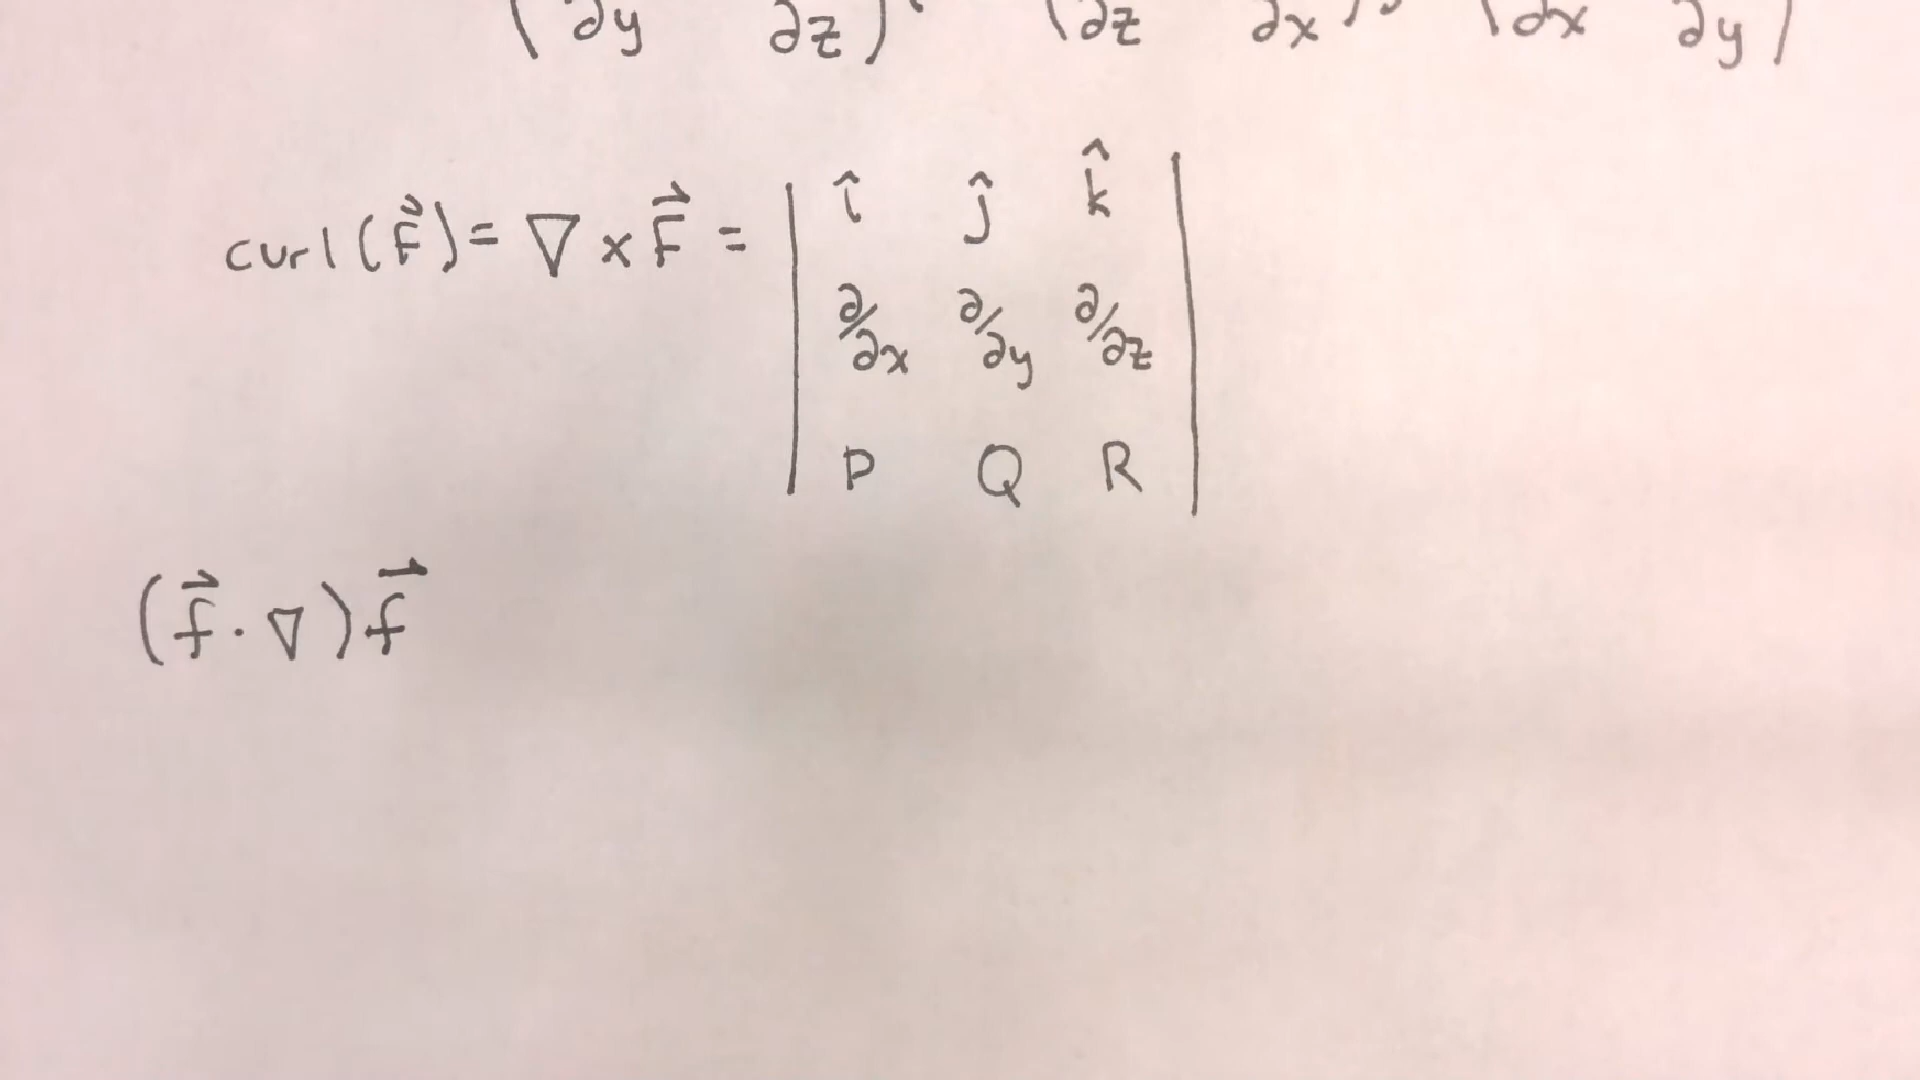 (∂y ∂z) (∂z ∂x) (∂x ∂y)
curl(F⃗) = ∇ × F⃗ = | î ĵ k̂ |
∂/∂x ∂/∂y ∂/∂z
P Q R
(f⃗ · ∇) f⃗